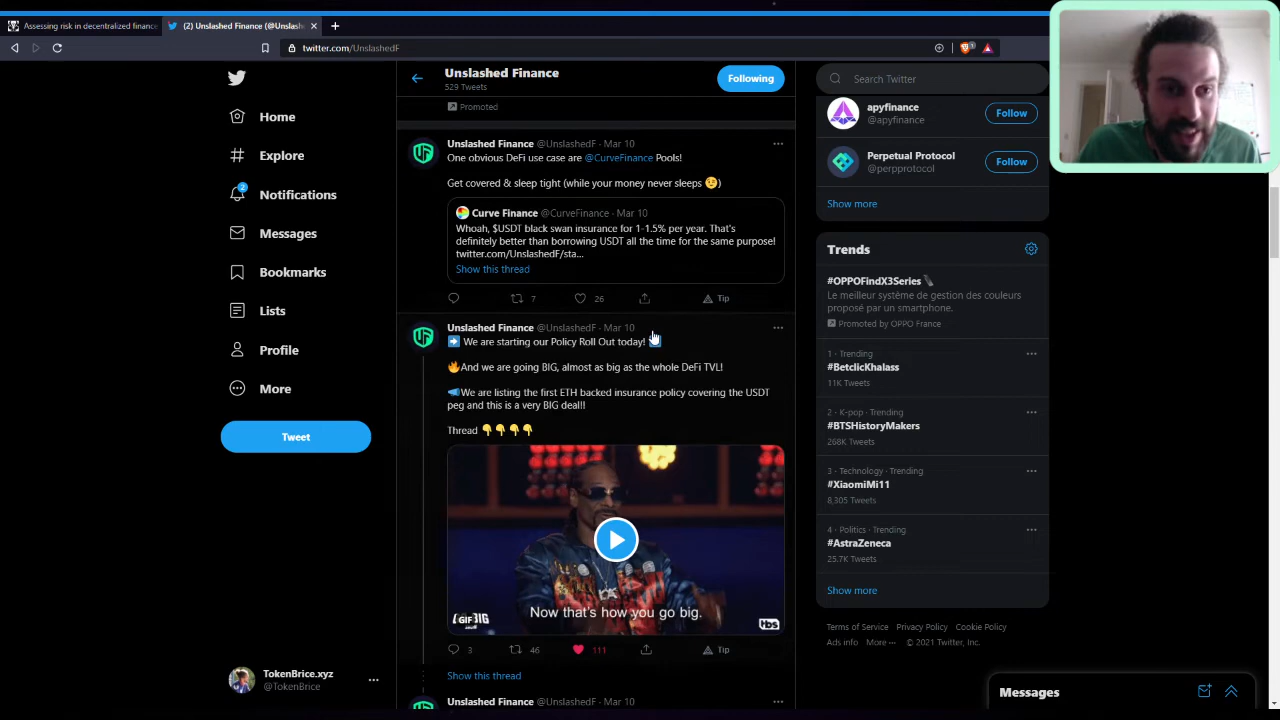 Assessing risk in decentralized finance
(2) Unslashed Finance (@Unslash
twitter.com/UnslashedF
Home
Explore
2
Notifications
Messages
Bookmarks
Lists
Profile
More
Tweet
TokenBrice.xyz
@TokenBrice
Unslashed Finance
529 Tweets
Following
Promoted
Unslashed Finance @UnslashedF · Mar 10
One obvious DeFi use case are @CurveFinance Pools!
Get covered & sleep tight (while your money never sleeps 🤨)
Curve Finance @CurveFinance · Mar 10
Whoah, $USDT black swan insurance for 1-1.5% per year. That's
definitely better than borrowing USDT all the time for the same purpose!
twitter.com/UnslashedF/sta...
Show this thread
7
26
Tip
Unslashed Finance @UnslashedF · Mar 10
➡️ We are starting our Policy Roll Out today!
🔥And we are going BIG, almost as big as the whole DeFi TVL!
📣We are listing the first ETH backed insurance policy covering the USDT
peg and this is a very BIG deal!!
Thread 👇👇👇👇
Now that's how you go big.
GIF
BIG
tbs
3
46
111
Tip
Show this thread
Unslashed Finance @UnslashedF · Mar 10
Search Twitter
apyfinance
@apyfinance
Follow
Perpetual Protocol
@perpprotocol
Follow
Show more
Trends
#OPPOFindX3Series
Le meilleur système de gestion des couleurs
proposé par un smartphone.
Promoted by OPPO France
1 · Trending
#BetclicKhalass
11K Tweets
2 · K-pop · Trending
#BTSHistoryMakers
268K Tweets
3 · Technology · Trending
#XiaomiMi11
8,305 Tweets
4 · Politics · Trending
#AstraZeneca
25.7K Tweets
Show more
Terms of Service Privacy Policy Cookie Policy
Ads info More ··· © 2021 Twitter, Inc.
Messages